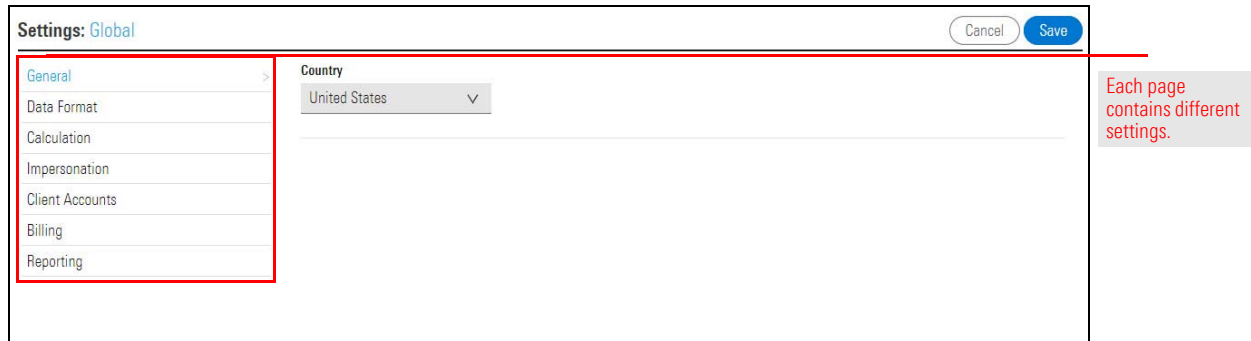 Settings: Global
Cancel
Save
General >
Data Format
Calculation
Impersonation
Client Accounts
Billing
Reporting
Country
United States
Each page
contains different
settings.